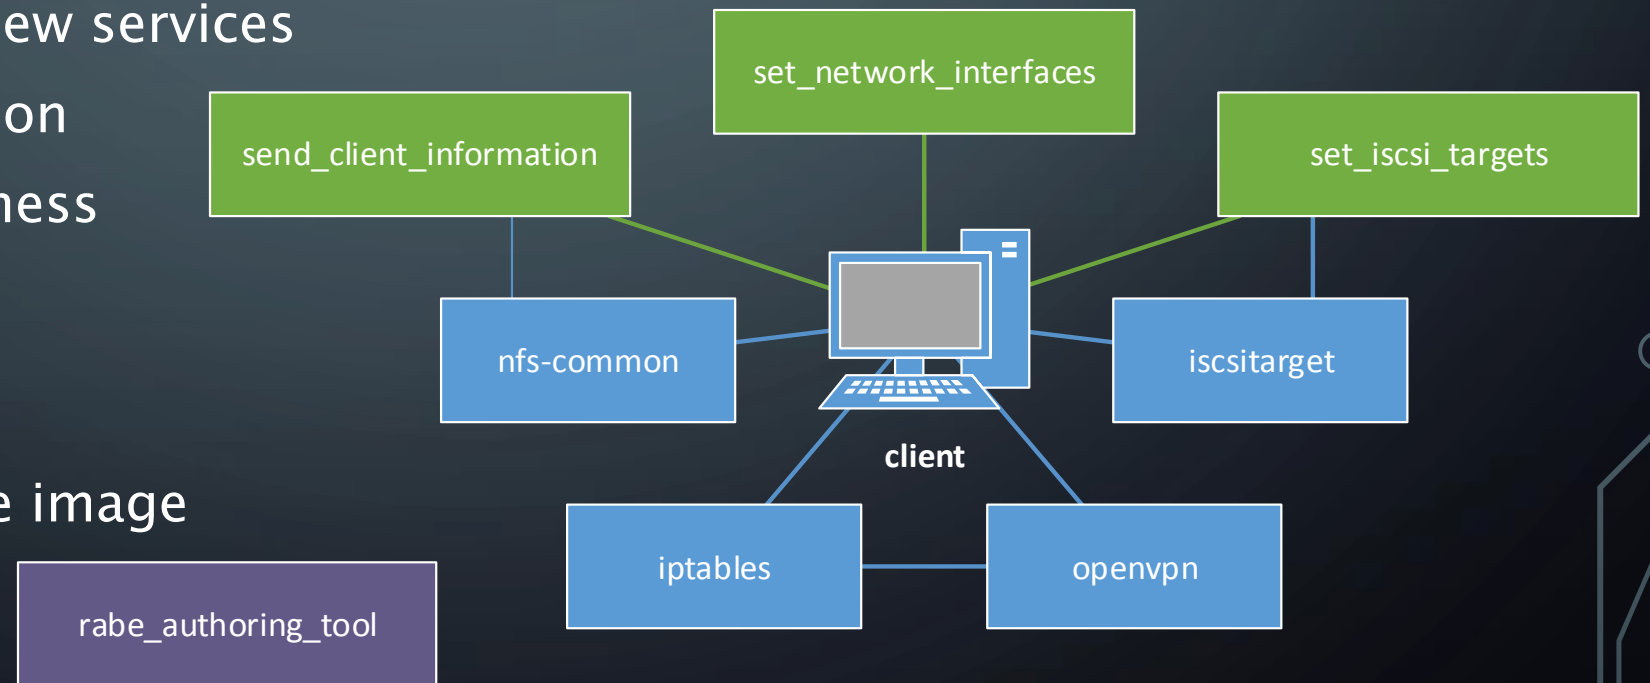 ew services
on
ness
e image
set_network_interfaces
send_client_information
set_iscsi_targets
nfs-common
iscsitarget
client
iptables
openvpn
rabe_authoring_tool